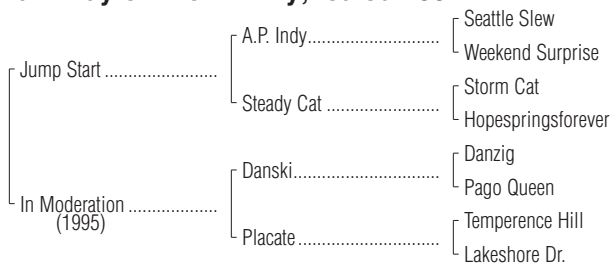 Seattle Slew
A.P. Indy
Weekend Surprise
Jump Start
Storm Cat
Steady Cat
Hopespringsforever
Danzig
Danski
Pago Queen
In Moderation
(1995)
Temperence Hill
Placate
Lakeshore Dr.